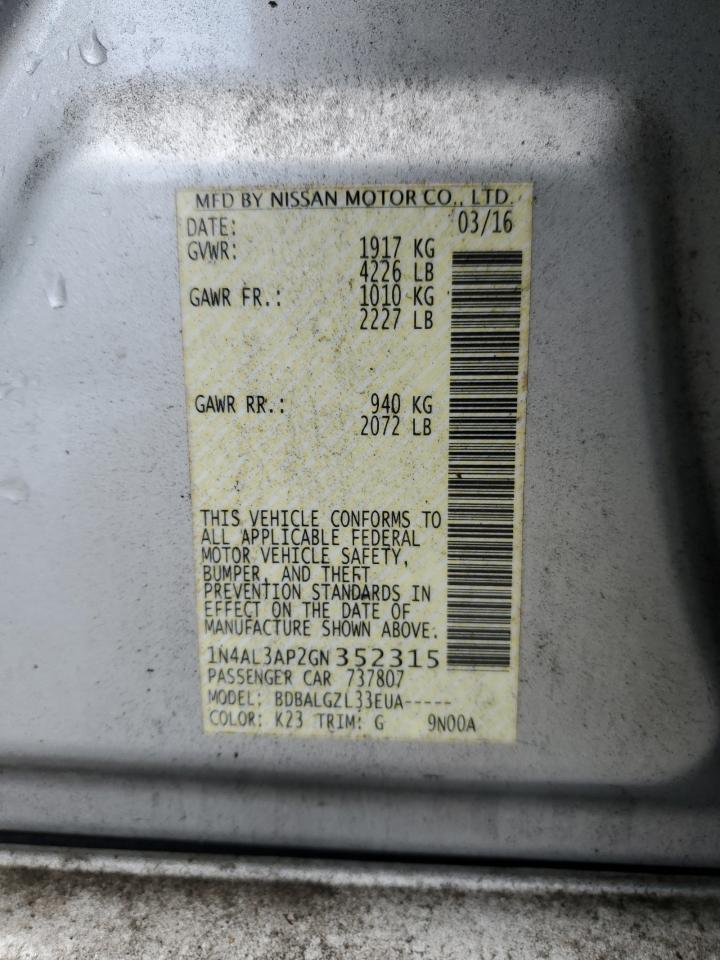 MFD BY NISSAN MOTOR CO., LTD.
DATE: 03/16
GVWR: 1917 KG
4226 LB
GAWR FR.: 1010 KG
2227 LB
GAWR RR.: 940 KG
2072 LB
THIS VEHICLE CONFORMS TO
ALL APPLICABLE FEDERAL
MOTOR VEHICLE SAFETY,
BUMPER, AND THEFT
PREVENTION STANDARDS IN
EFFECT ON THE DATE OF
MANUFACTURE SHOWN ABOVE.
1N4AL3AP2GN352315
PASSENGER CAR 737807
MODEL: BDBALGZL33EUA-----
COLOR: K23 TRIM: G 9N00A